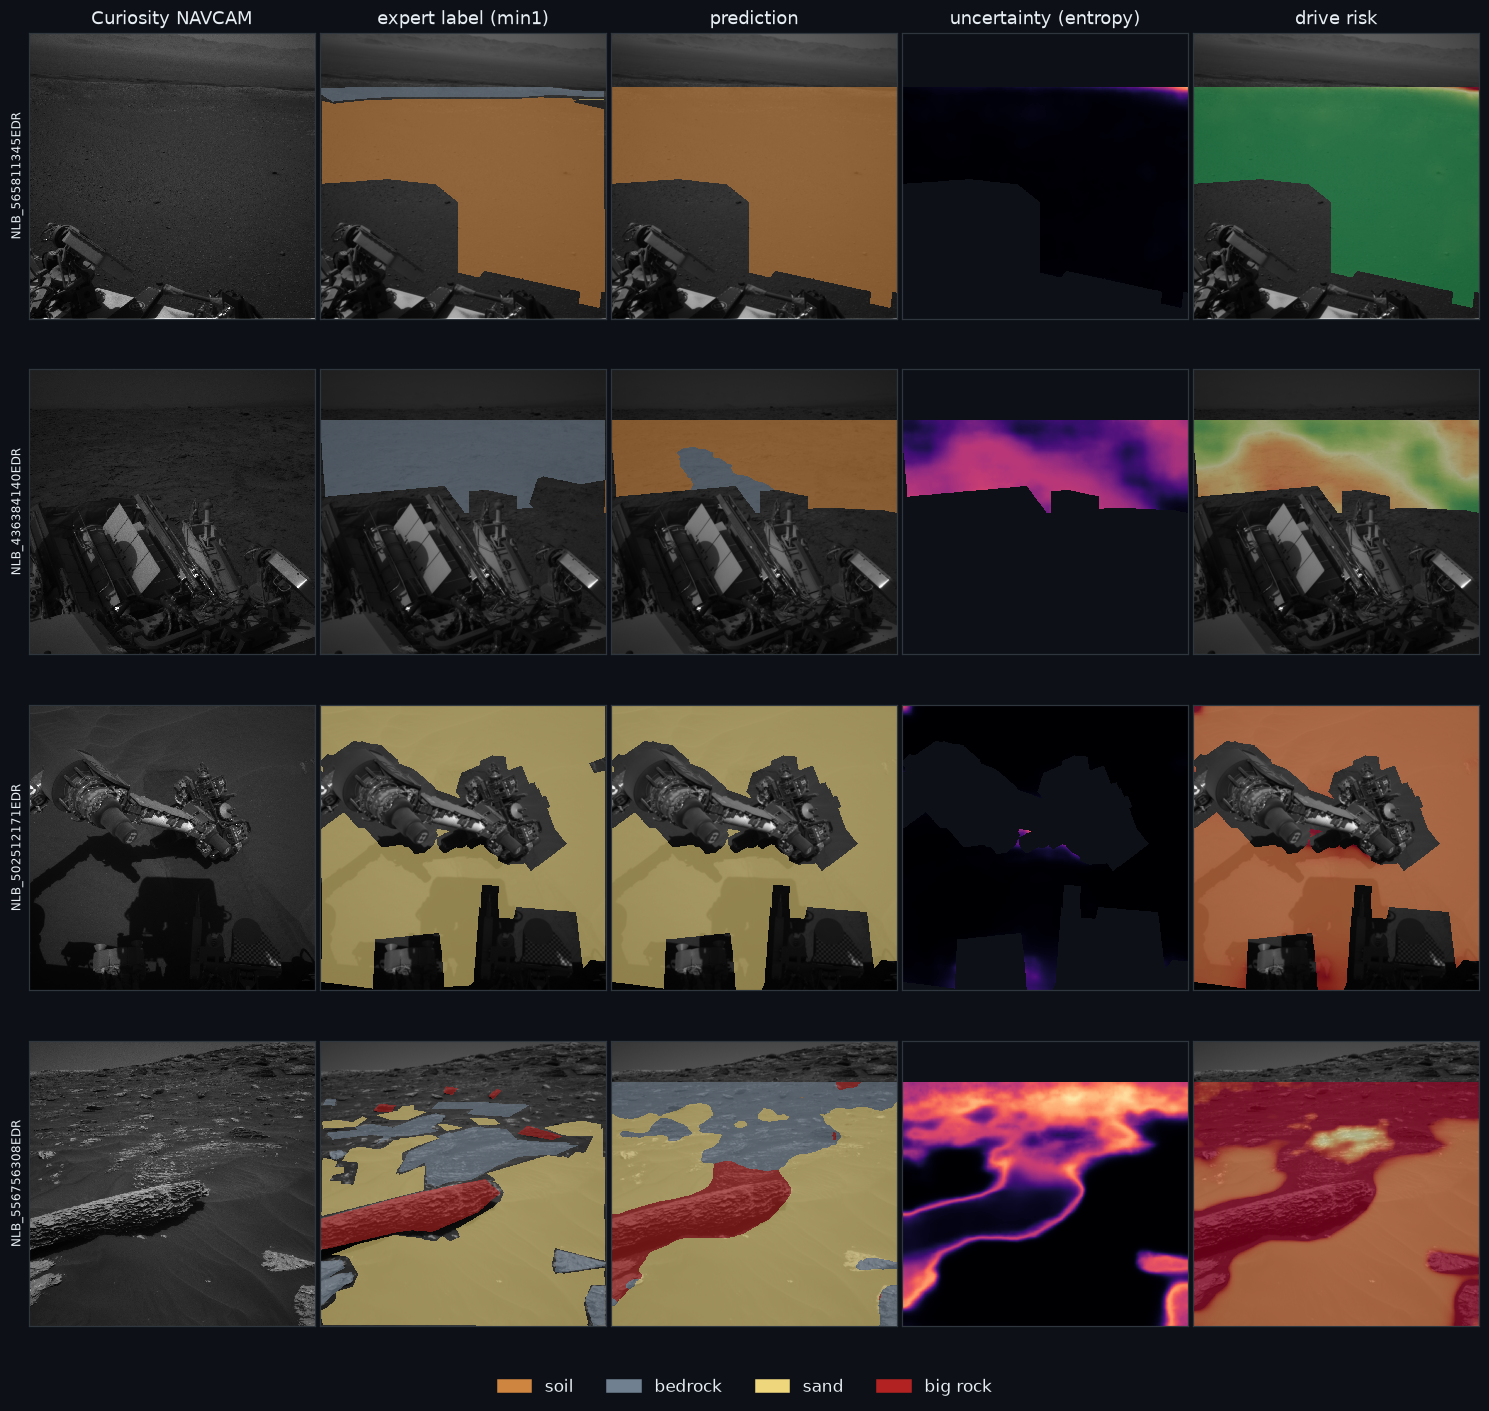 Curiosity NAVCAM
expert label (min1)
prediction
uncertainty (entropy)
drive risk
NLB_565811345EDR
NLB_436384140EDR
NLB_502512171EDR
NLB_556756308EDR
soil
bedrock
sand
big rock